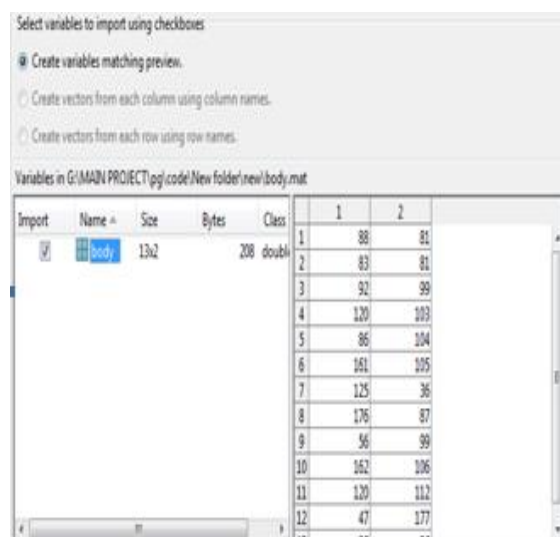 Select variables to import using checkboxes
Create variables matching preview.
Create vectors from each column using column names.
Create vectors from each row using row names.
Variables in G:\MAIN PROJECT\pg\code\New folder\new\body.mat
Import Name Size Bytes Class
body 13x2 208 double
1 2
1 88 81
2 83 81
3 92 99
4 120 103
5 86 104
6 161 105
7 125 36
8 176 87
9 56 99
10 162 106
11 120 112
12 47 177